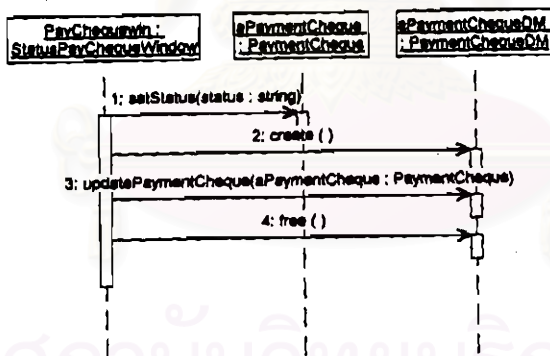 PayChequewin :
StatusPayChequeWindow
aPaymentCheque
: PaymentCheque
aPaymentChequeDM
: PaymentChequeDM
1: setStatus(status : string)
2: create ( )
3: updatePaymentCheque(aPaymentCheque : PaymentCheque)
4: free ( )